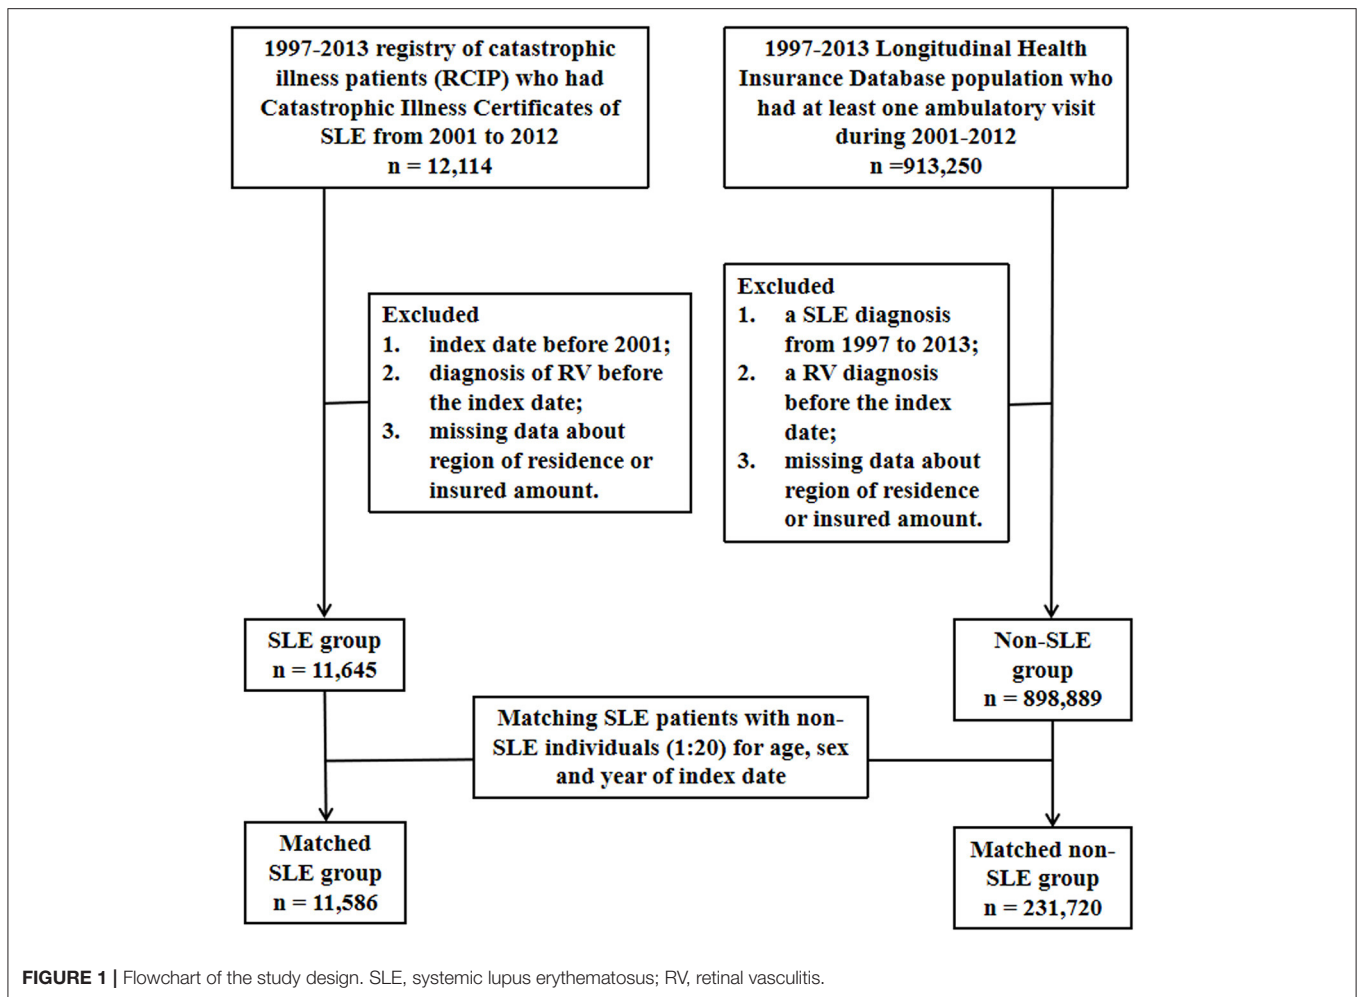 1997-2013 registry of catastrophic
illness patients (RCIP) who had
Catastrophic Illness Certificates of
SLE from 2001 to 2012
n = 12,114
1997-2013 Longitudinal Health
Insurance Database population who
had at least one ambulatory visit
during 2001-2012
n =913,250
Excluded
1. index date before 2001;
2. diagnosis of RV before
the index date;
3. missing data about
region of residence or
insured amount.
Excluded
1. a SLE diagnosis
from 1997 to 2013;
2. a RV diagnosis
before the index
date;
3. missing data about
region of residence
or insured amount.
SLE group
n = 11,645
Non-SLE
group
n = 898,889
Matching SLE patients with non-
SLE individuals (1:20) for age, sex
and year of index date
Matched
SLE group
n = 11,586
Matched non-
SLE group
n = 231,720
FIGURE 1 | Flowchart of the study design. SLE, systemic lupus erythematosus; RV, retinal vasculitis.